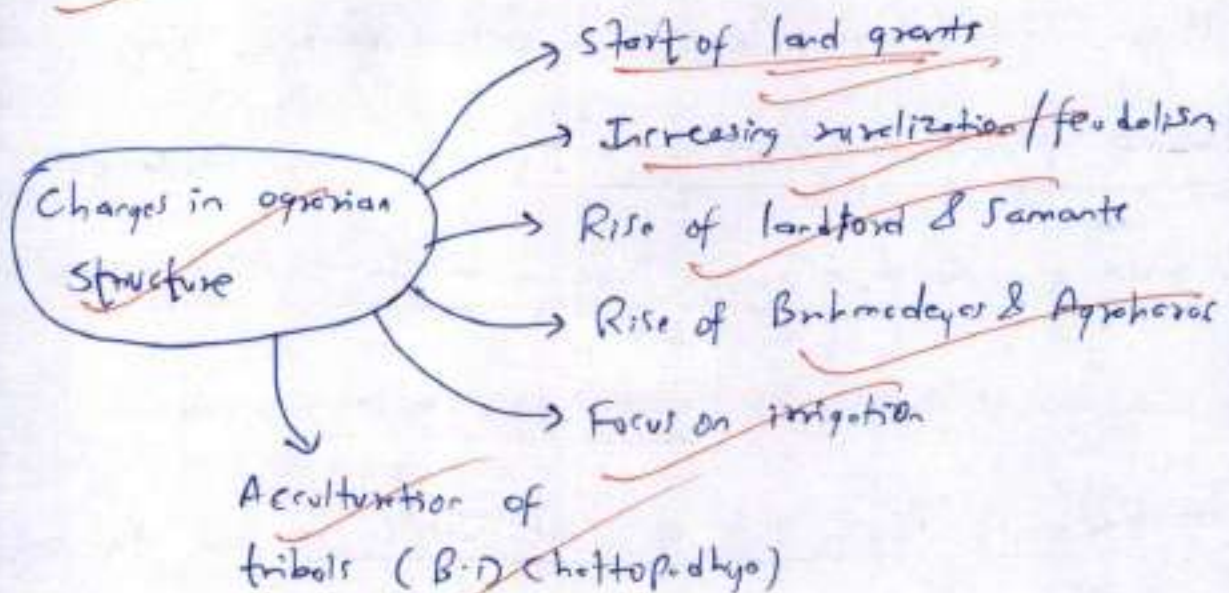 Start of land grants
Increasing ruralization/feudalism
Changes in agrarian
structure
Rise of landlord & Samants
Rise of Brahmadeyas & Agraharas
Focus on irrigation
Acculturation of
tribals (B.D Chattopadhya)